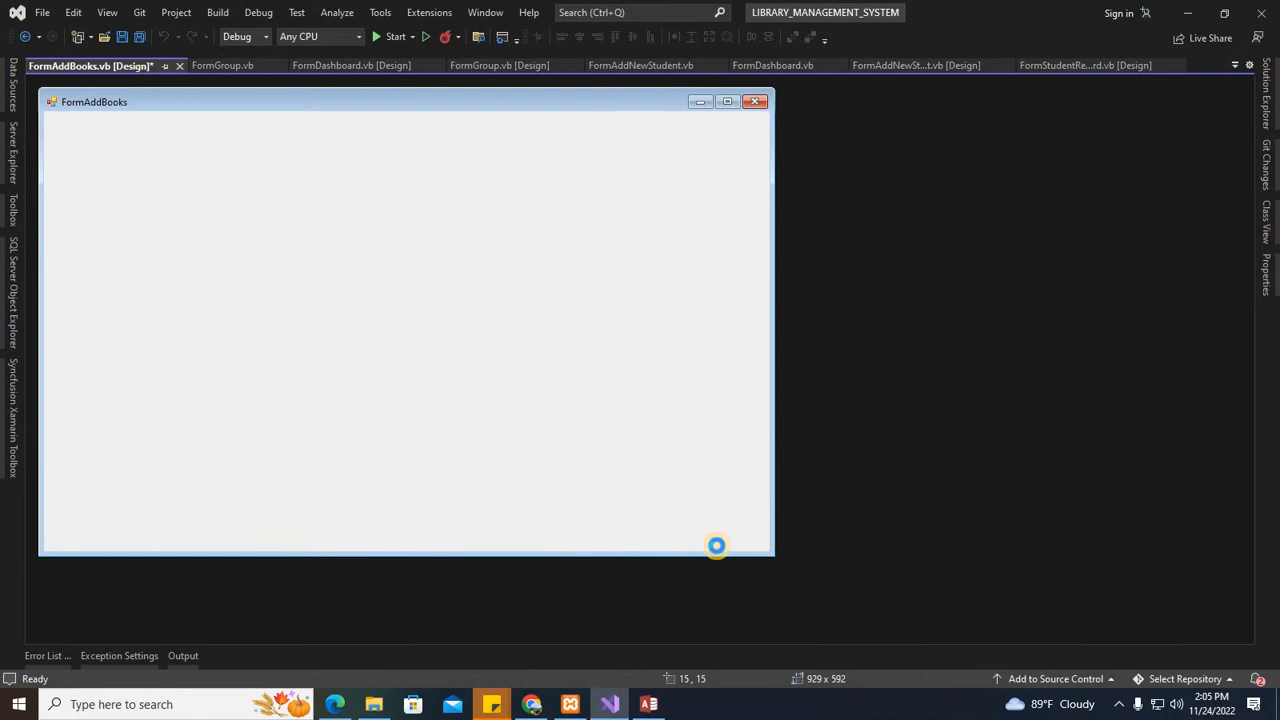 File Edit View Git Project Build Debug Test Analyze Tools Extensions Window Help Search (Ctrl+Q) LIBRARY_MANAGEMENT_SYSTEM Sign in
Debug Any CPU Start Live Share
FormAddBooks.vb [Design]* FormGroup.vb FormDashboard.vb [Design] FormGroup.vb [Design] FormAddNewStudent.vb FormDashboard.vb FormAddNewSt...t.vb [Design] FormStudentRe...rd.vb [Design]
FormAddBooks
Data Sources
Server Explorer
Toolbox
SQL Server Object Explorer
Syncfusion Xamarin Toolbox
Solution Explorer
Git Changes
Class View
Properties
Error List ... Exception Settings Output
Ready 15 , 15 929 x 592 Add to Source Control Select Repository 2
Type here to search 89°F Cloudy 2:05 PM
11/24/2022